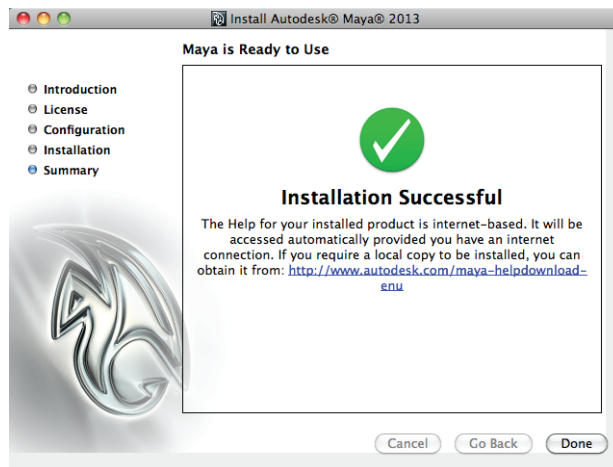 Install Autodesk® Maya® 2013
Maya is Ready to Use
Introduction
License
Configuration
Installation
Summary
Installation Successful
The Help for your installed product is internet-based. It will be
accessed automatically provided you have an internet
connection. If you require a local copy to be installed, you can
obtain it from: http://www.autodesk.com/maya-helpdownload-
enu
Cancel
Go Back
Done